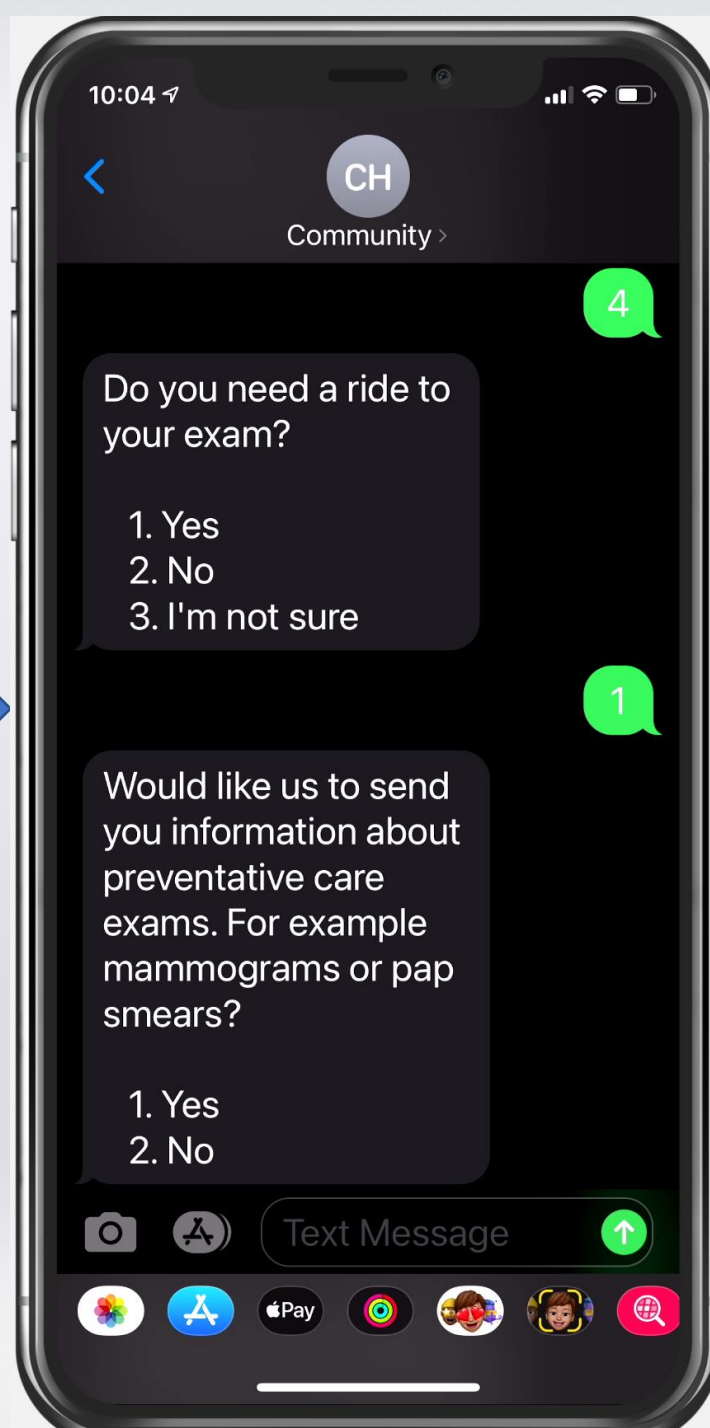 10:04
CH
Community
4
Do you need a ride to
your exam?
1. Yes
2. No
3. I'm not sure
1
Would like us to send
you information about
preventative care
exams. For example
mammograms or pap
smears?
1. Yes
2. No
Text Message
Pay